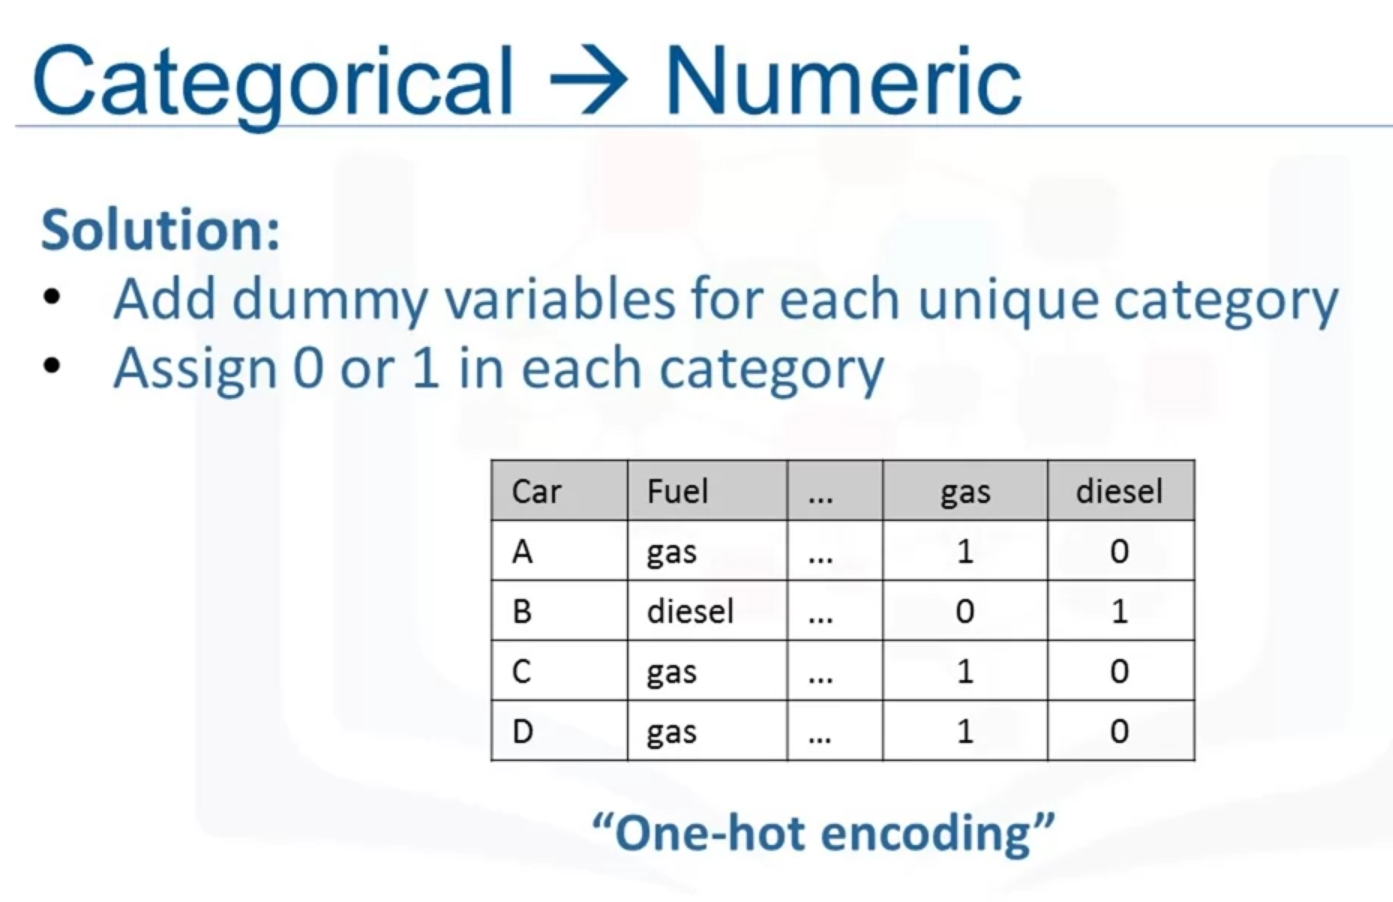 Categorical → Numeric
Solution:
• Add dummy variables for each unique category
• Assign 0 or 1 in each category
Car Fuel ... gas diesel
A gas ... 1 0
B diesel ... 0 1
C gas ... 1 0
D gas ... 1 0
“One-hot encoding”